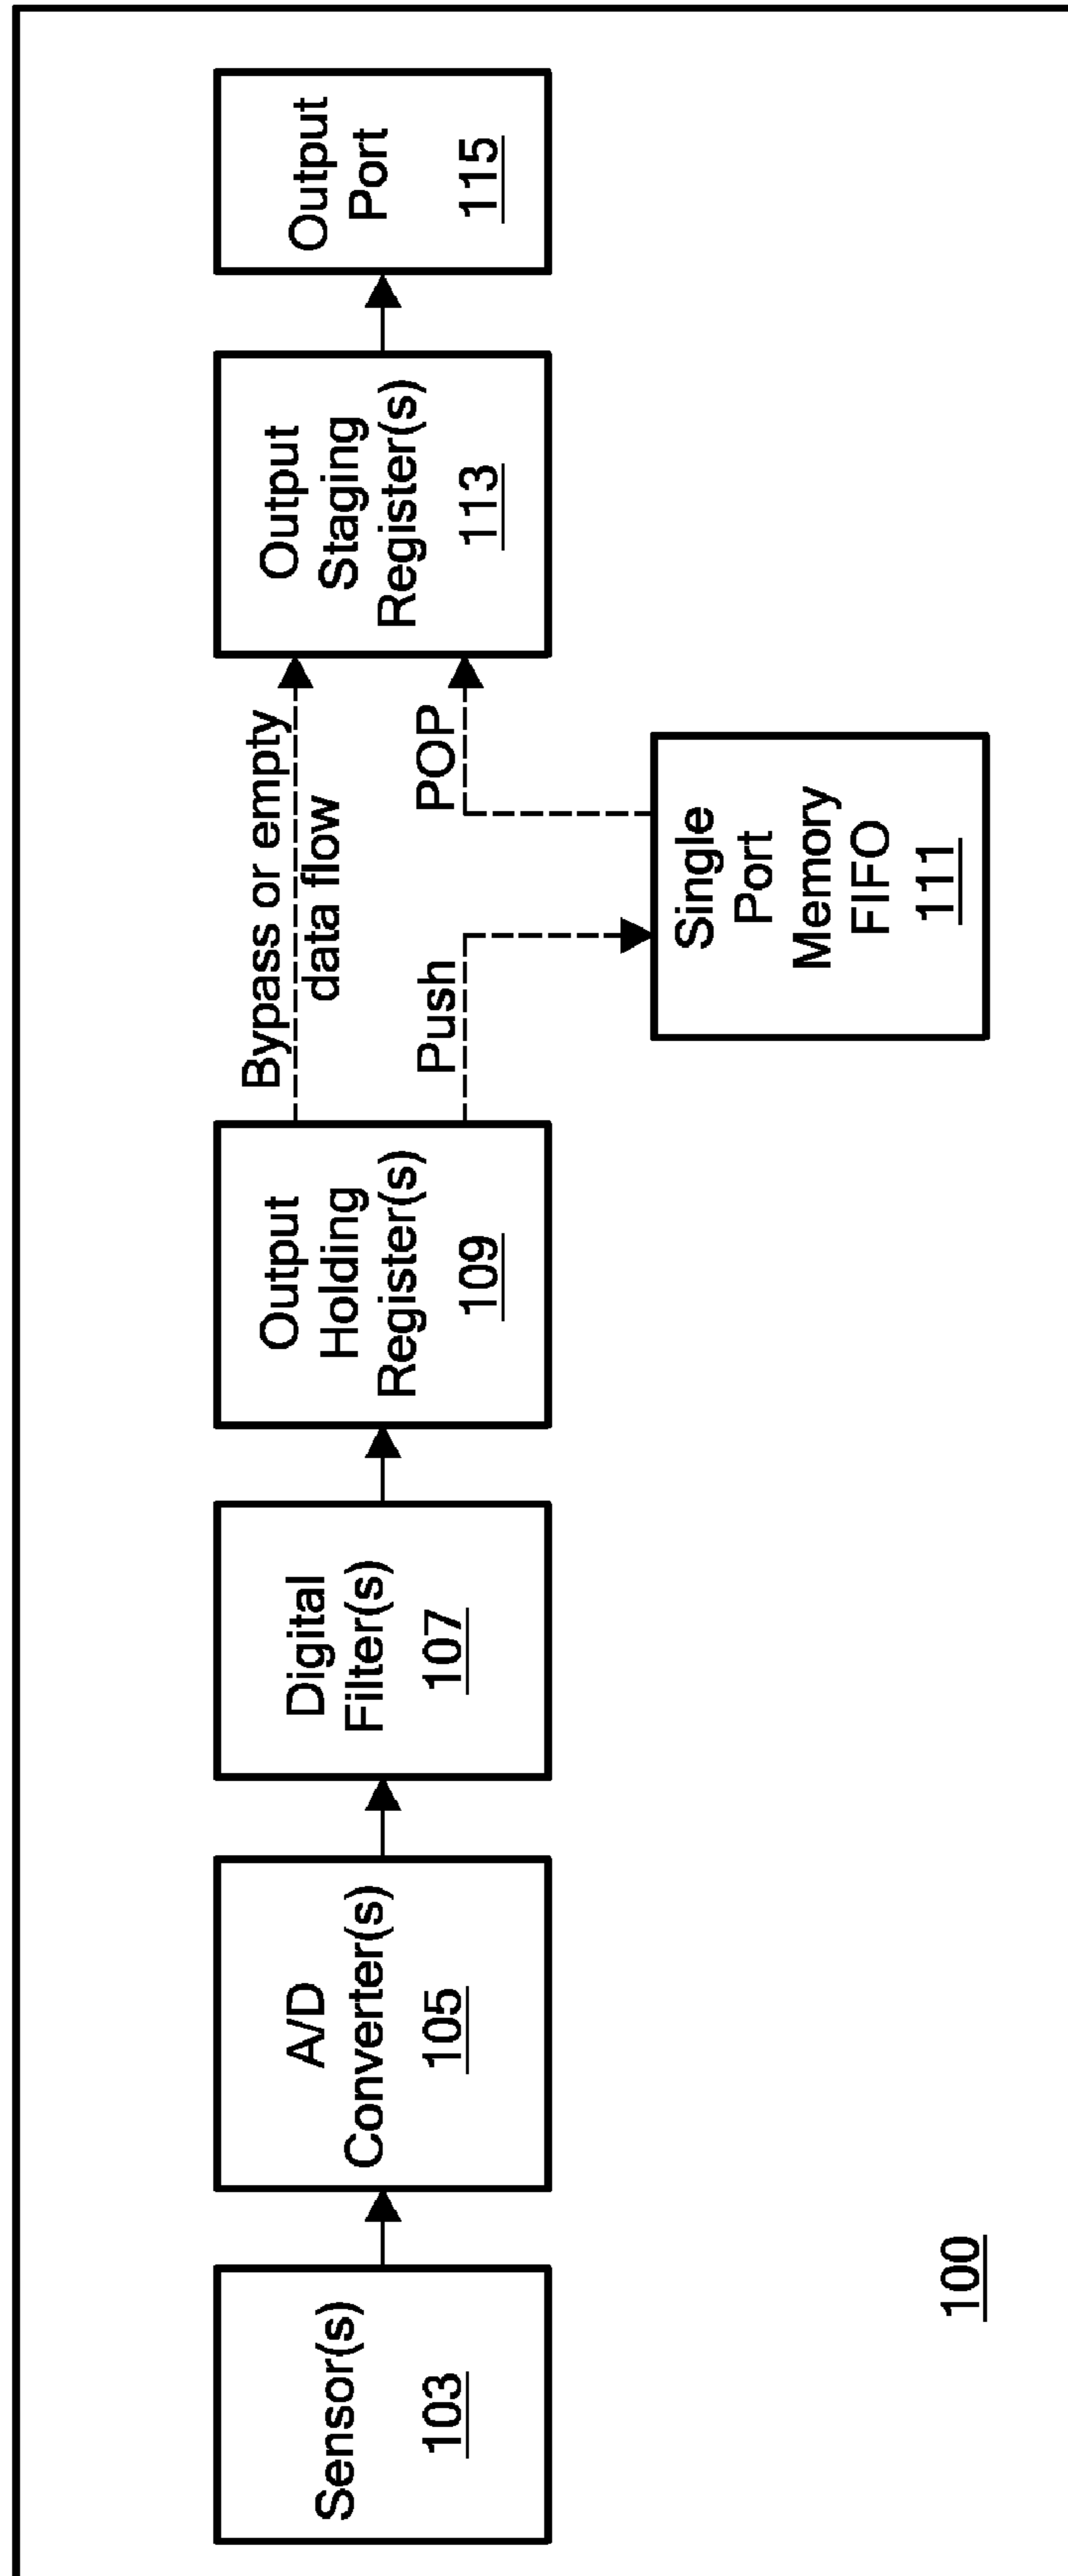 Sensor(s)
103
A/D
Converter(s)
105
Digital
Filter(s)
107
Output
Holding
Register(s)
109
Bypass or empty
data flow
Push
POP
Single
Port
Memory
FIFO
111
Output
Staging
Register(s)
113
Output
Port
115
100